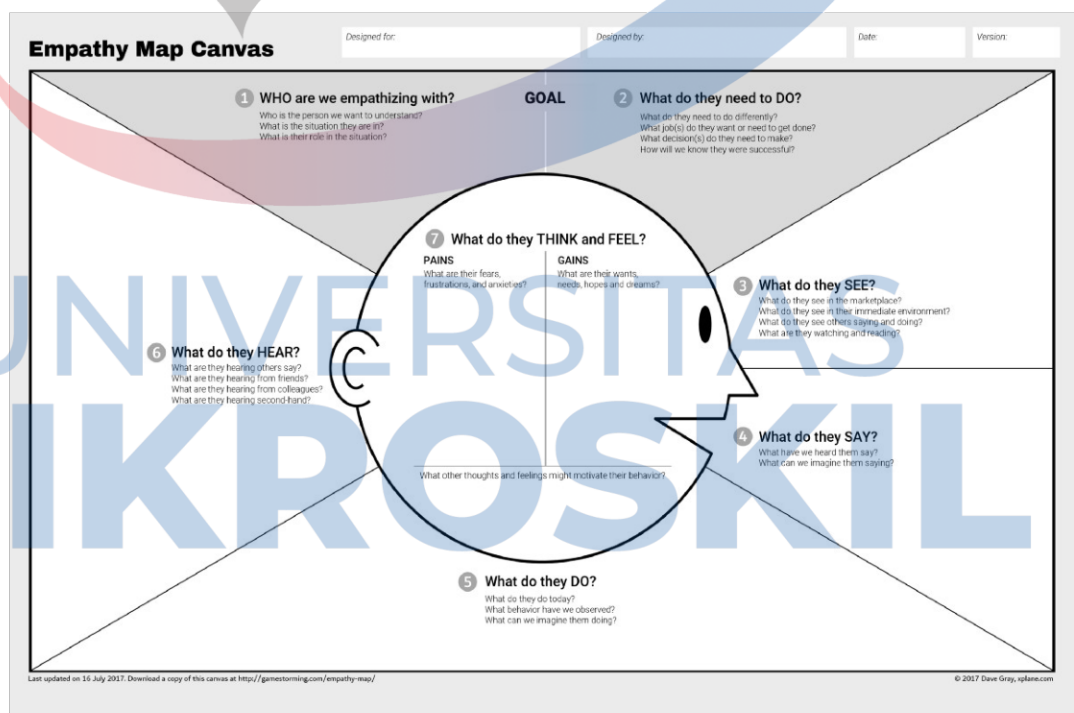 Empathy Map Canvas
Designed for:
Designed by:
Date:
Version:
1 WHO are we empathizing with?
Who is the person we want to understand?
What is the situation they are in?
What is their role in the situation?
GOAL
2 What do they need to DO?
What do they need to do differently?
What job(s) do they want or need to get done?
What decision(s) do they need to make?
How will we know they were successful?
7 What do they THINK and FEEL?
PAINS
What are their fears,
frustrations, and anxieties?
GAINS
What are their wants,
needs, hopes and dreams?
3 What do they SEE?
What do they see in the marketplace?
What do they see in their immediate environment?
What do they see others saying and doing?
What are they watching and reading?
6 What do they HEAR?
What are they hearing others say?
What are they hearing from friends?
What are they hearing from colleagues?
What are they hearing second-hand?
4 What do they SAY?
What have we heard them say?
What can we imagine them saying?
What other thoughts and feelings might motivate their behavior?
5 What do they DO?
What do they do today?
What behavior have we observed?
What can we imagine them doing?
Last updated on 16 July 2017. Download a copy of this canvas at http://gamestorming.com/empathy-map/
© 2017 Dave Gray, xplane.com
UNIVERSITAS
MIKROSKIL